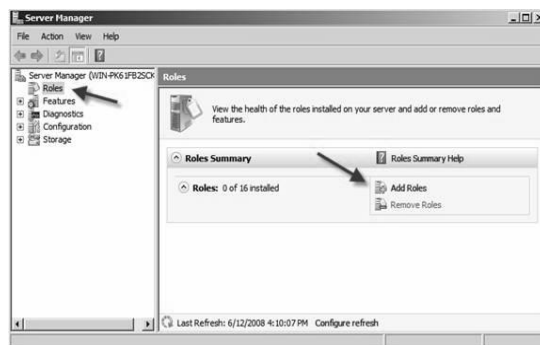 Server Manager
File Action View Help
Server Manager (WIN-PK61FB2SCK
Roles
Features
Diagnostics
Configuration
Storage
Roles
View the health of the roles installed on your server and add or remove roles and
features.
Roles Summary
Roles Summary Help
Roles: 0 of 16 installed
Add Roles
Remove Roles
Last Refresh: 6/12/2008 4:10:07 PM Configure refresh